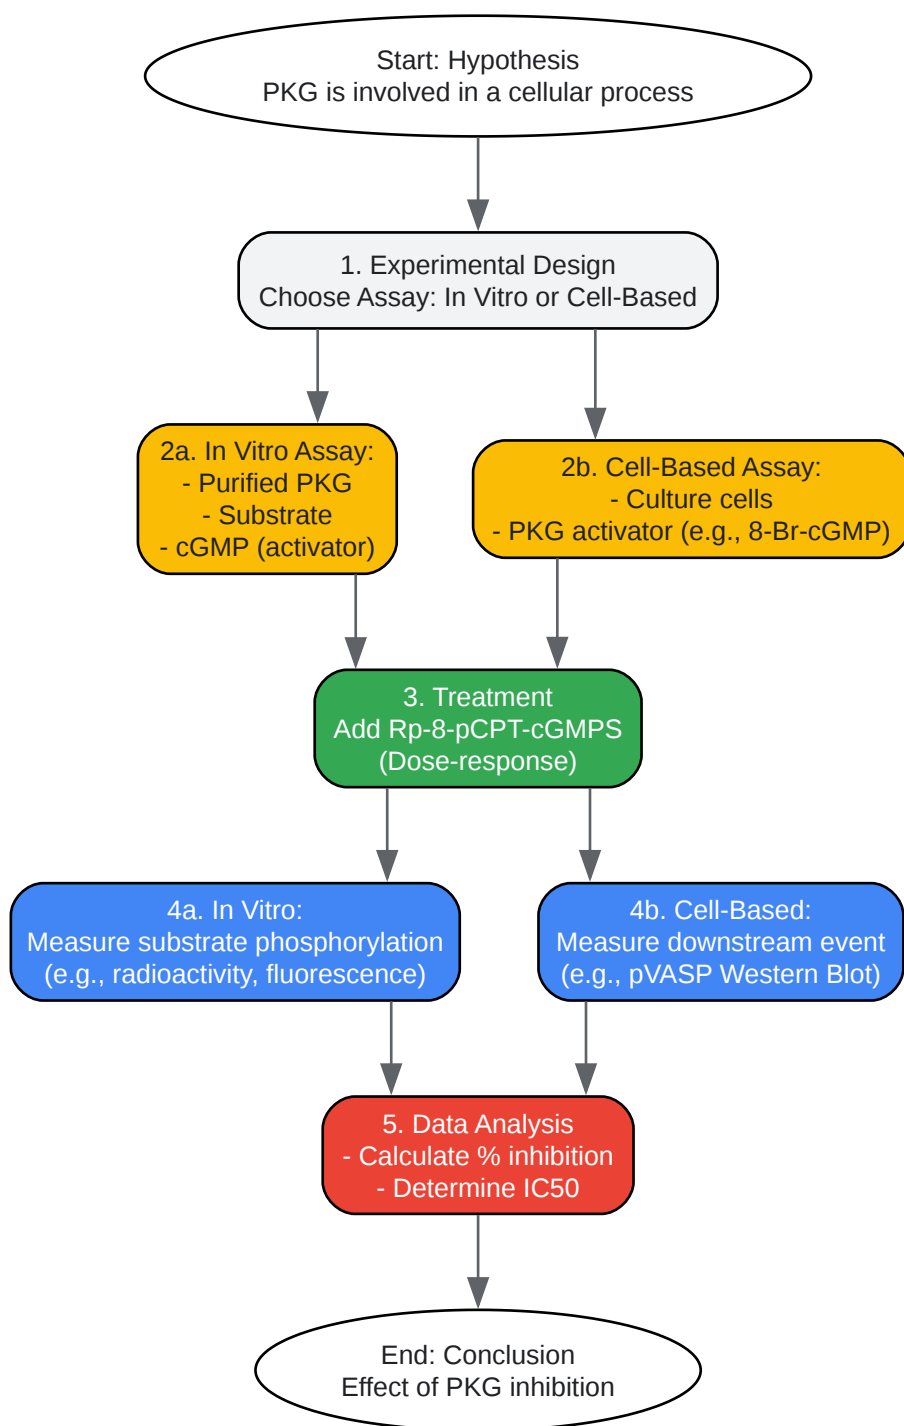 Start: Hypothesis
PKG is involved in a cellular process
1. Experimental Design
Choose Assay: In Vitro or Cell-Based
2a. In Vitro Assay:
- Purified PKG
- Substrate
- cGMP (activator)
2b. Cell-Based Assay:
- Culture cells
- PKG activator (e.g., 8-Br-cGMP)
3. Treatment
Add Rp-8-pCPT-cGMPS
(Dose-response)
4a. In Vitro:
Measure substrate phosphorylation
(e.g., radioactivity, fluorescence)
4b. Cell-Based:
Measure downstream event
(e.g., pVASP Western Blot)
5. Data Analysis
- Calculate % inhibition
- Determine IC50
End: Conclusion
Effect of PKG inhibition